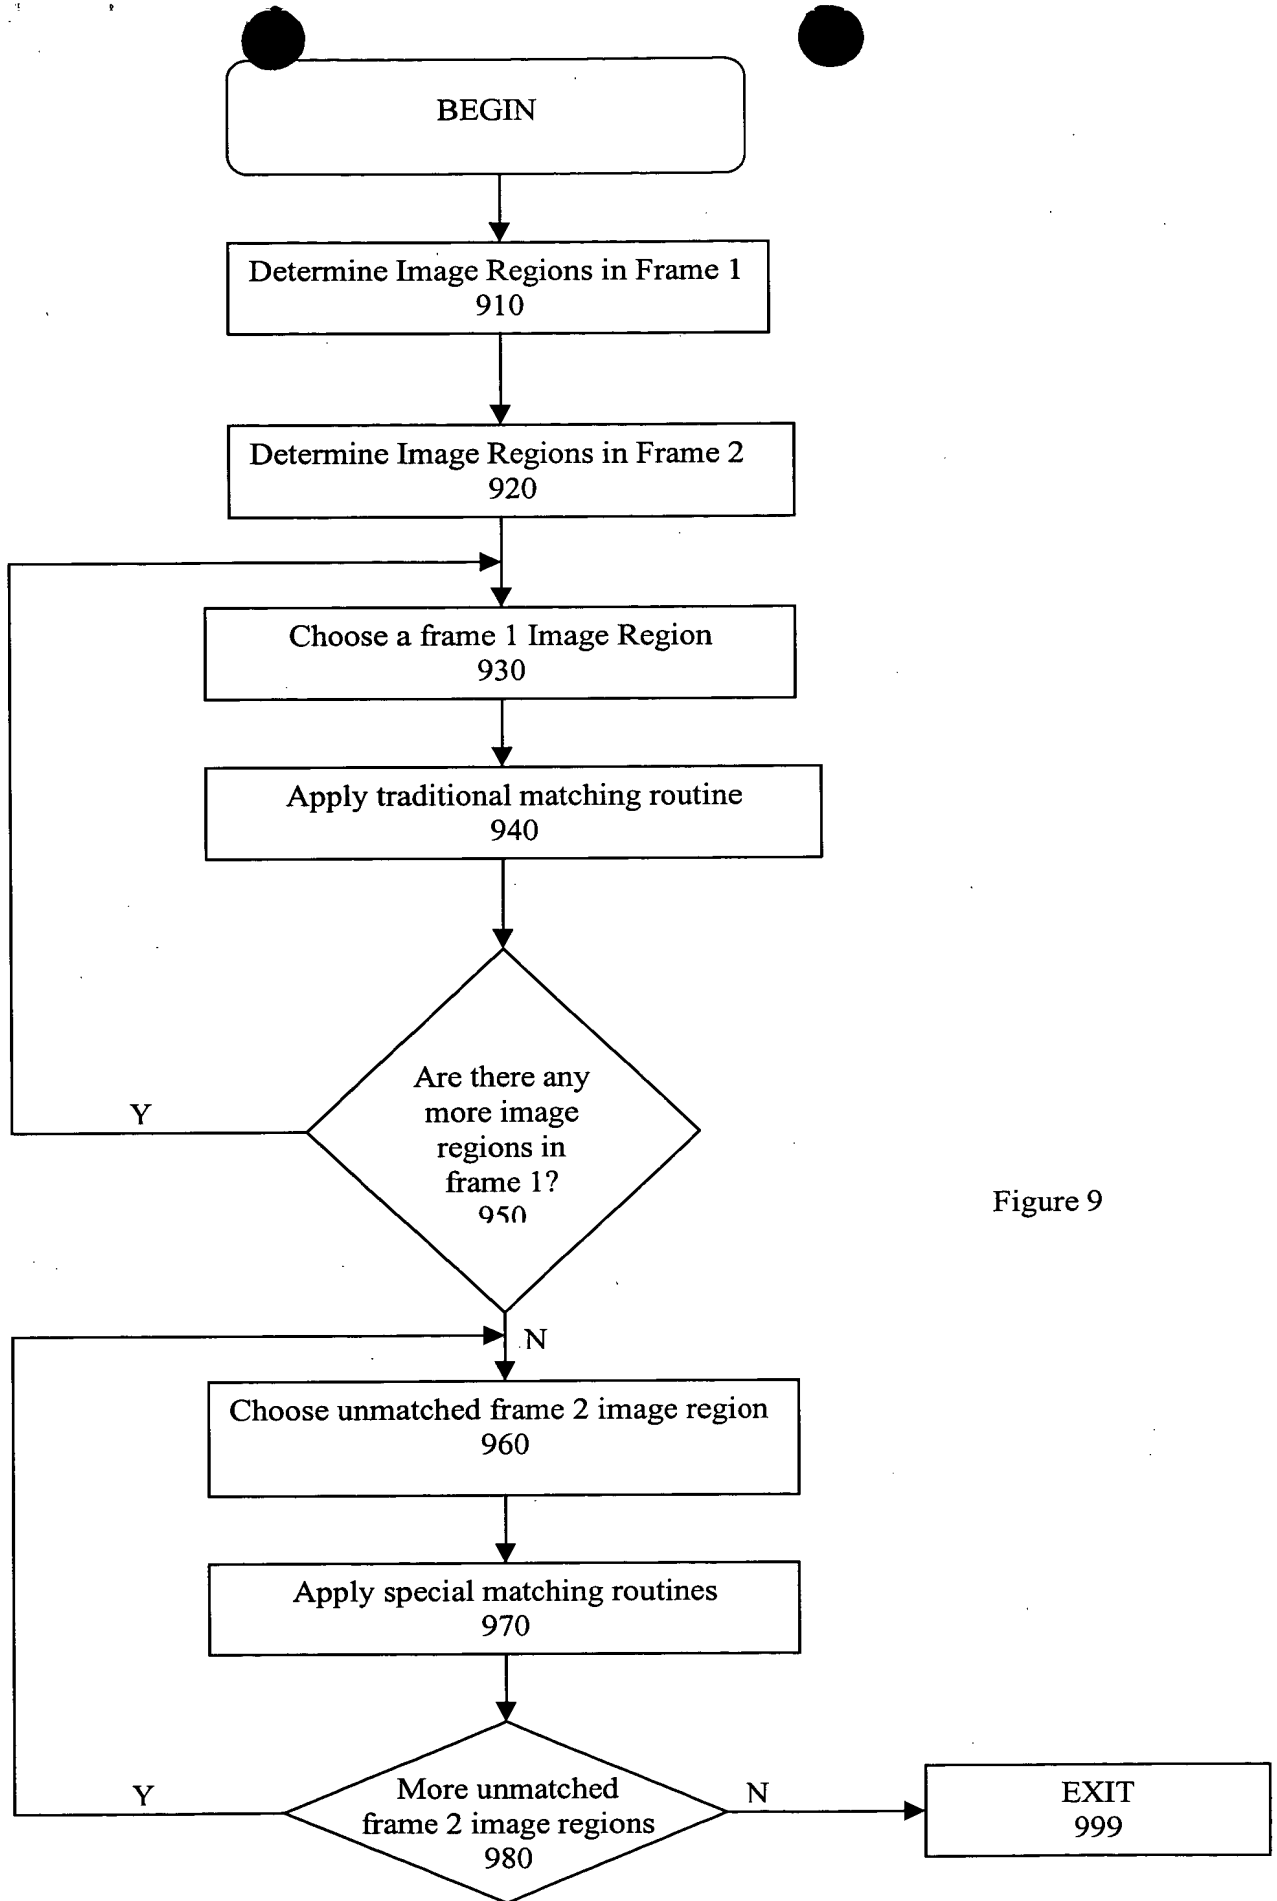 BEGIN
Determine Image Regions in Frame 1
910
Determine Image Regions in Frame 2
920
Choose a frame 1 Image Region
930
Apply traditional matching routine
940
Are there any
more image
regions in
frame 1?
950
Y
Figure 9
N
Choose unmatched frame 2 image region
960
Apply special matching routines
970
More unmatched
frame 2 image regions
980
Y
N
EXIT
999